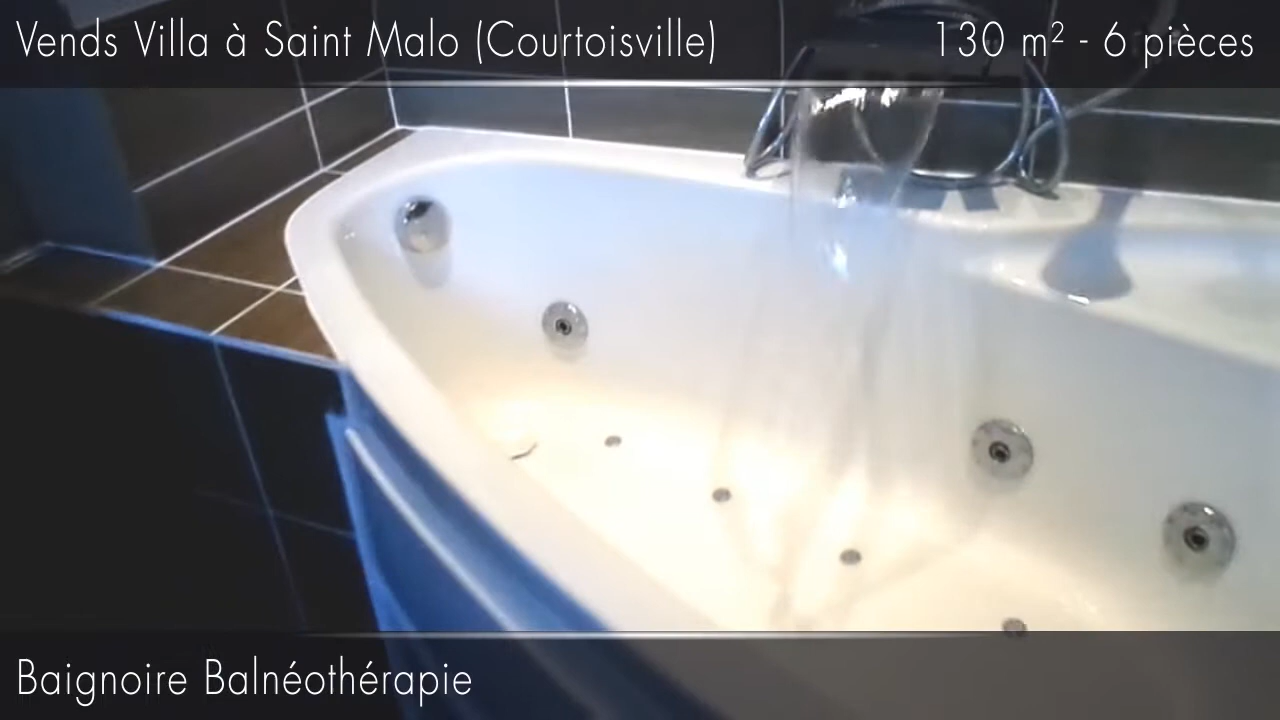 Vends Villa à Saint Malo (Courtoisville)
130 m² - 6 pièces
Baignoire Balnéothérapie